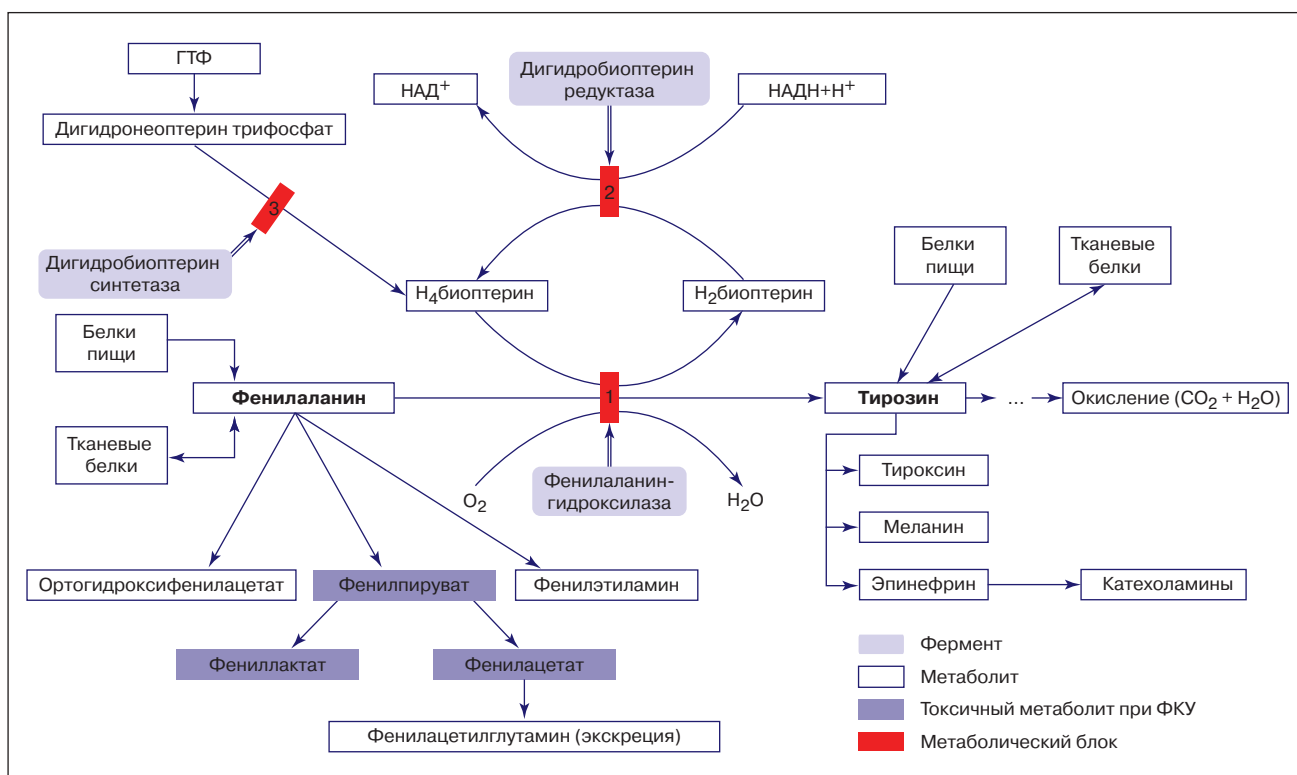 ГТФ
Дигидронеоптерин трифосфат
3
Дигидробиоптерин
синтетаза
НАД+
Дигидробиоптерин
редуктаза
НАДН+Н+
2
Н4биоптерин
Н2биоптерин
Белки
пищи
Тканевые
белки
Белки
пищи
Фенилаланин
1
Тирозин
...
Окисление (CO2 + H2O)
Тканевые
белки
O2
Фенилаланин-
гидроксилаза
H2O
Тироксин
Меланин
Эпинефрин
Катехоламины
Ортогидроксифенилацетат
Фенилпируват
Фенилэтиламин
Фениллактат
Фенилацетат
Фенилацетилглутамин (экскреция)
Фермент
Метаболит
Токсичный метаболит при ФКУ
Метаболический блок